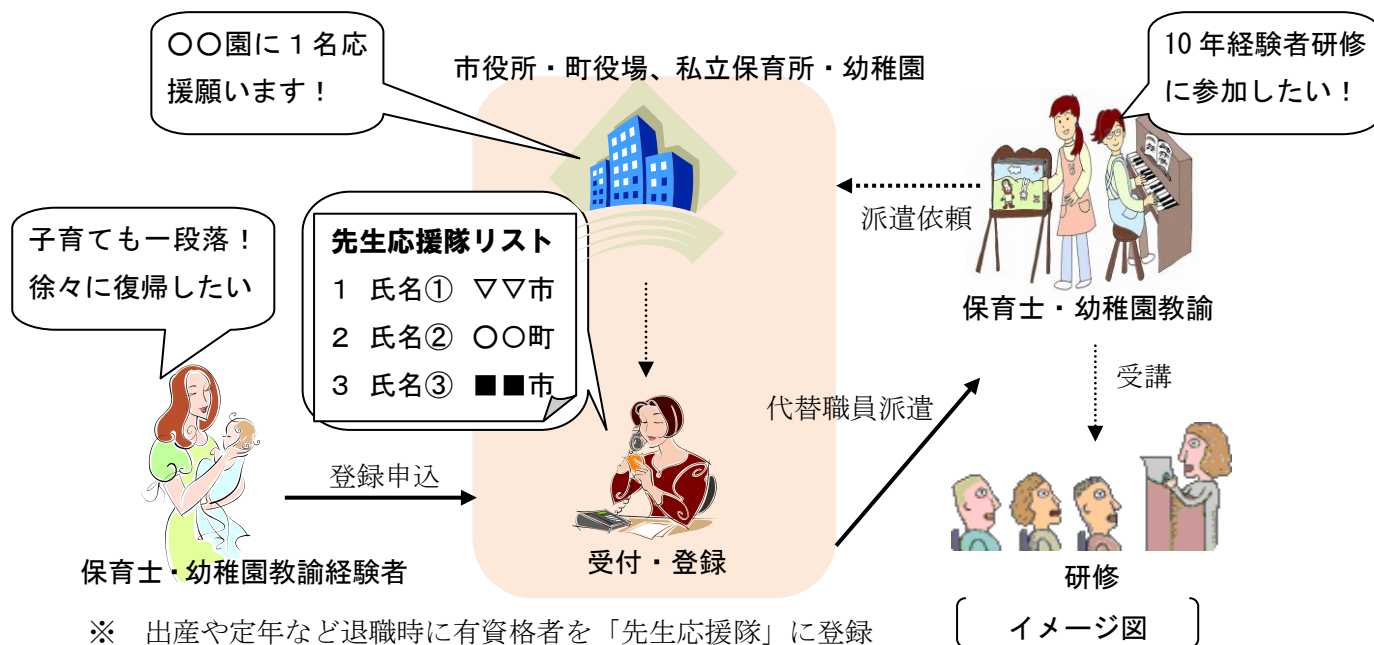 〇〇園に１名応
援願います！
市役所・町役場、私立保育所・幼稚園
10 年経験者研修
に参加したい！
派遣依頼
子育ても一段落！
徐々に復帰したい
先生応援隊リスト
1 氏名① ▽▽市
2 氏名② 〇〇町
3 氏名③ ■■市
保育士・幼稚園教諭
受講
代替職員派遣
登録申込
保育士・幼稚園教諭経験者
受付・登録
研修
※ 出産や定年など退職時に有資格者を「先生応援隊」に登録
イメージ図